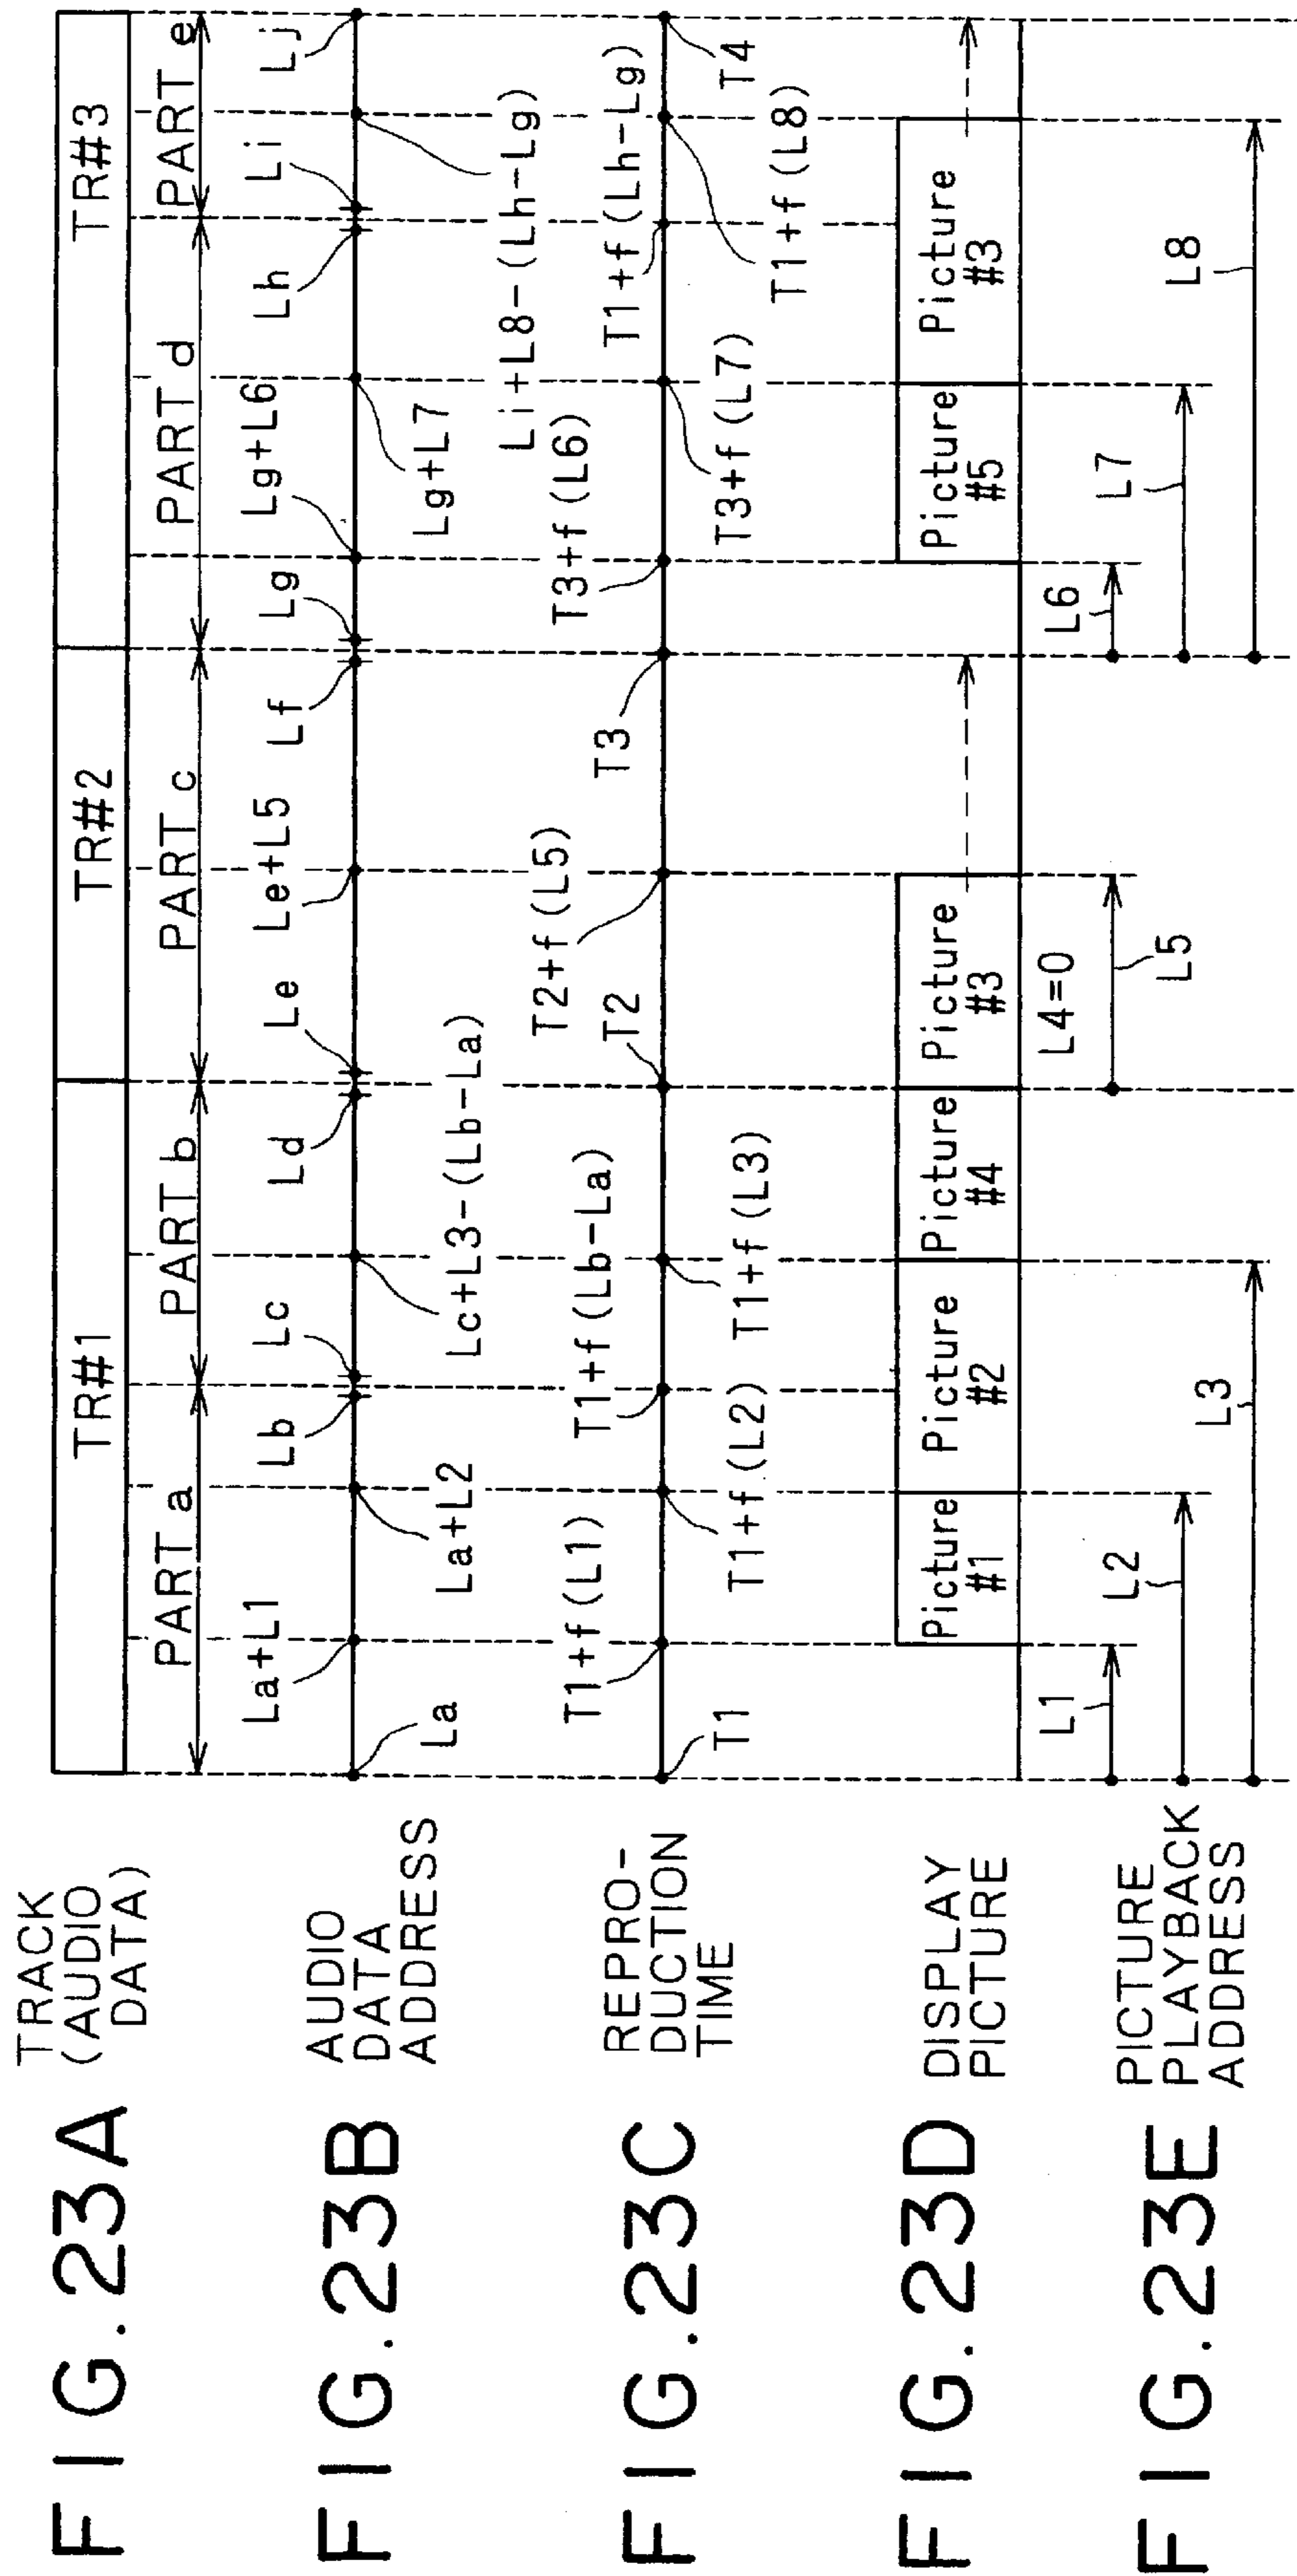 FIG. 23A
TRACK
(AUDIO
DATA)
TR#1
TR#2
TR#3
PART a
PART b
PART c
PART d
PART e
FIG. 23B
AUDIO
DATA
ADDRESS
La
La+L1
La+L2
Lb
Lc
Lc+L3-(Lb-La)
Ld
Le
Le+L5
Lf
Lg
Lg+L6
Lg+L7
Lh
Li
Li+L8-(Lh-Lg)
Lj
FIG. 23C
REPRO-
DUCTION
TIME
T1
T1+f(L1)
T1+f(L2)
T1+f(Lb-La)
T1+f(L3)
T2
T2+f(L5)
T3
T3+f(L6)
T3+f(L7)
T1+f(Lh-Lg)
T1+f(L8)
T4
FIG. 23D
DISPLAY
PICTURE
Picture
#1
Picture
#2
Picture
#4
Picture
#3
Picture
#5
Picture
#3
FIG. 23E
PICTURE
PLAYBACK
ADDRESS
L1
L2
L3
L4=0
L5
L6
L7
L8